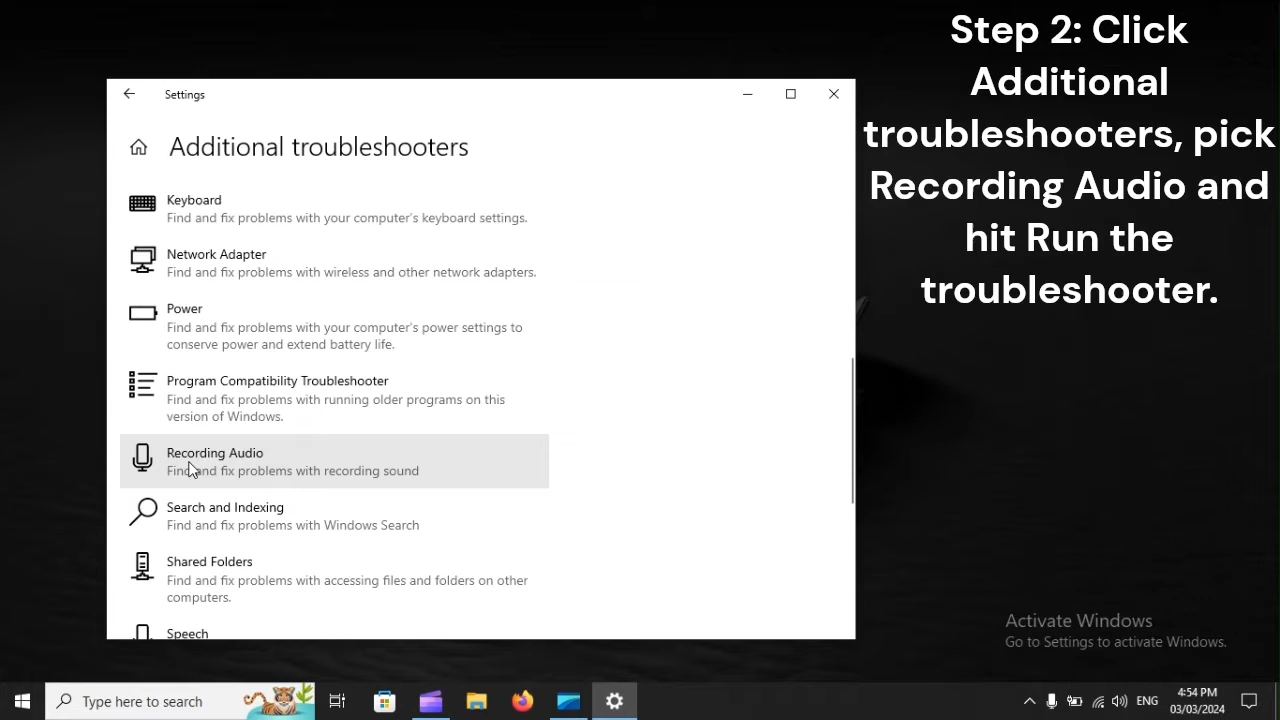 Step 2: Click
Additional
troubleshooters, pick
Recording Audio and
hit Run the
troubleshooter.
Settings
Additional troubleshooters
Keyboard
Find and fix problems with your computer's keyboard settings.
Network Adapter
Find and fix problems with wireless and other network adapters.
Power
Find and fix problems with your computer's power settings to
conserve power and extend battery life.
Program Compatibility Troubleshooter
Find and fix problems with running older programs on this
version of Windows.
Recording Audio
Find and fix problems with recording sound
Search and Indexing
Find and fix problems with Windows Search
Shared Folders
Find and fix problems with accessing files and folders on other
computers.
Speech
Activate Windows
Go to Settings to activate Windows.
Type here to search
ENG
4:54 PM
03/03/2024